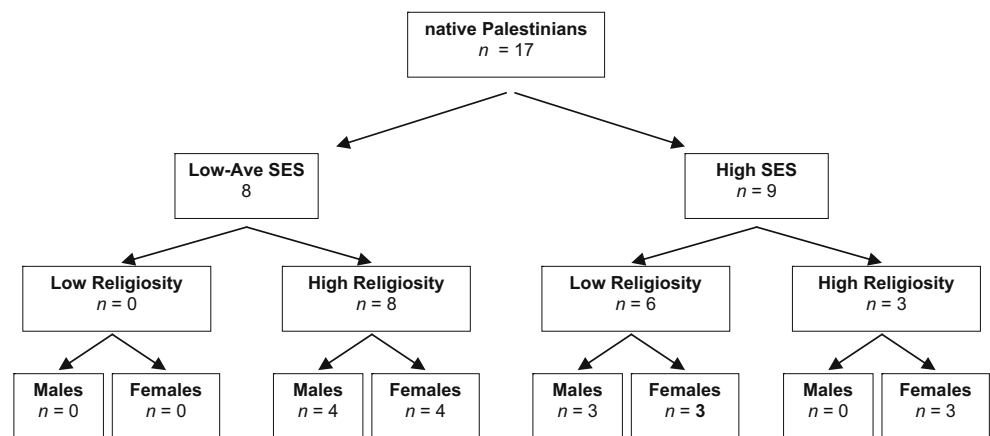 native Palestinians
n = 17
Low-Ave SES
8
High SES
n = 9
Low Religiosity
n = 0
High Religiosity
n = 8
Low Religiosity
n = 6
High Religiosity
n = 3
Males
n = 0
Females
n = 0
Males
n = 4
Females
n = 4
Males
n = 3
Females
n = 3
Males
n = 0
Females
n = 3